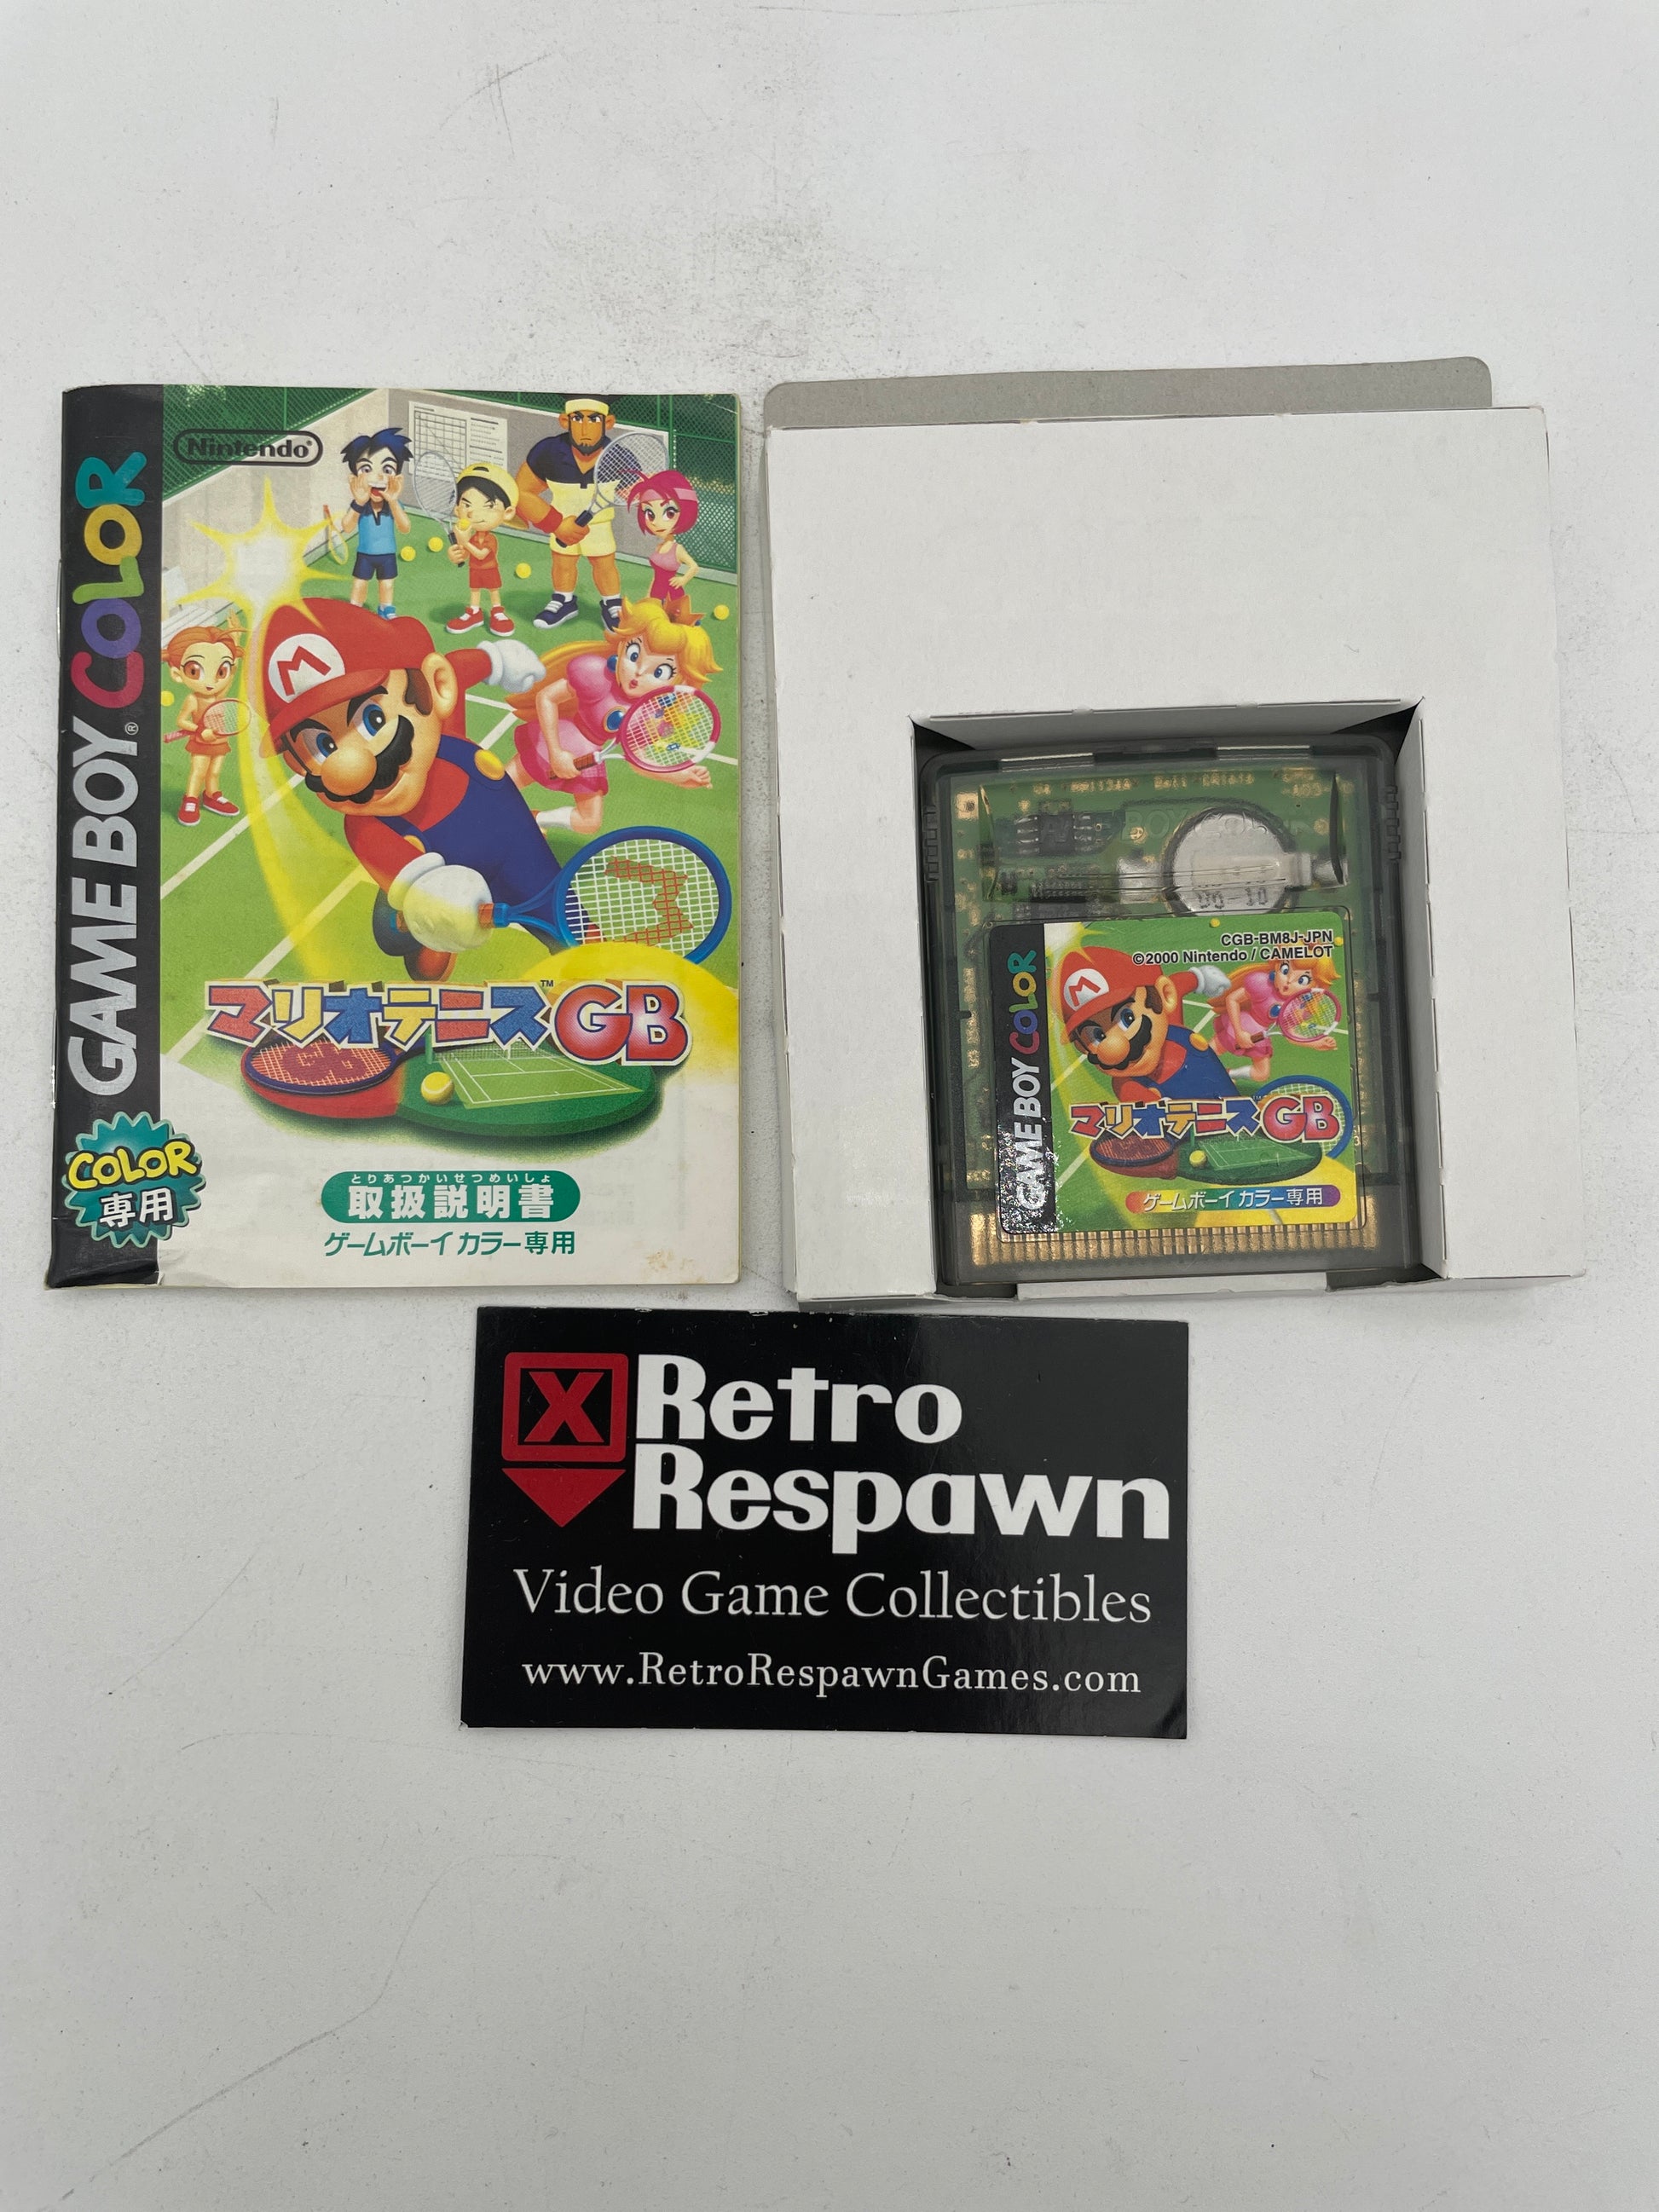 Nintendo®
GAME BOY® COLOR
M
マリオテニス™GB
COLOR
専用
とりあつかいせつめいしょ
取扱説明書
ゲームボーイ カラー専用
CGB-BM8J-JPN
©2000 Nintendo / CAMELOT
GAME BOY COLOR
M
マリオテニスGB
ゲームボーイ カラー専用
X
Retro
Respawn
Video Game Collectibles
www.RetroRespawnGames.com